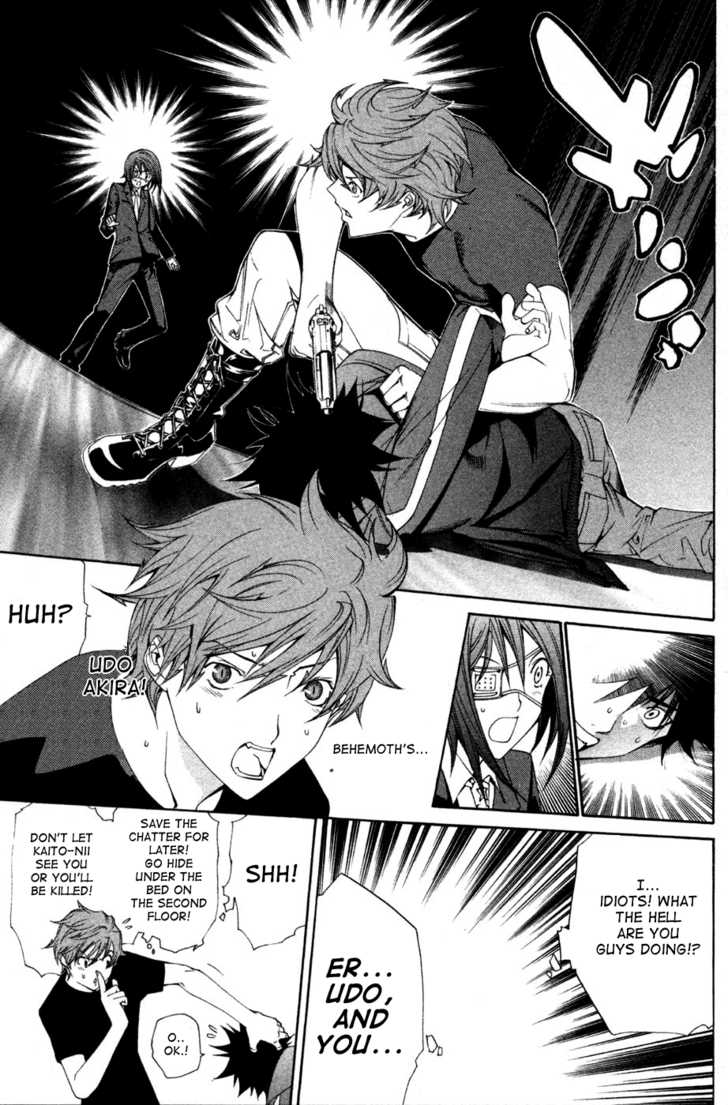 UDO
AKIRA!
HUH?
BEHEMOTH'S...
I...
IDIOTS! WHAT
THE HELL
ARE YOU
GUYS DOING!?
ER...
UDO,
AND
YOU...
SHH!
SAVE THE
CHATTER FOR
LATER!
GO HIDE
UNDER THE
BED ON
THE SECOND
FLOOR!
DON'T LET
KAITO-NII
SEE YOU
OR YOU'LL
BE KILLED!
O..
OK.!